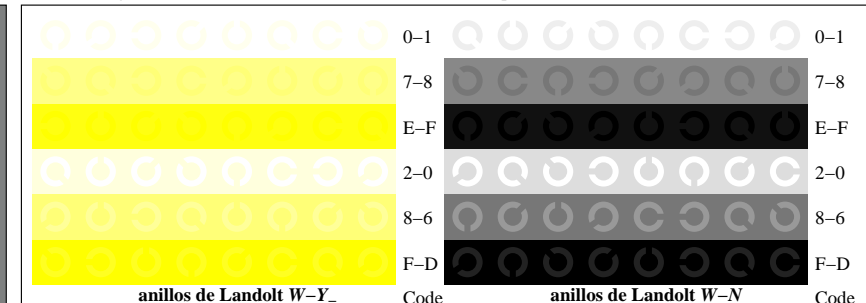 0–1 0–1
7–8 7–8
E–F E–F
2–0 2–0
8–6 8–6
F–D F–D
anillos de Landolt W–Y_ Code anillos de Landolt W–N Code